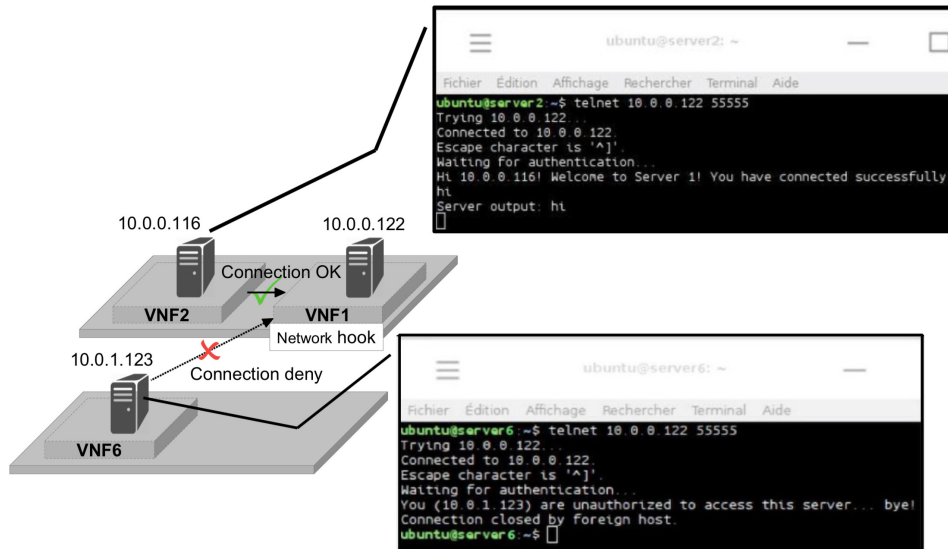 ubuntu@server2: ~
Fichier Édition Affichage Rechercher Terminal Aide
ubuntu@server2:~$ telnet 10.0.0.122 55555
Trying 10.0.0.122...
Connected to 10.0.0.122.
Escape character is '^]'.
Waiting for authentication...
Hi 10.0.0.116! Welcome to Server 1! You have connected successfully
hi
Server output: hi
10.0.0.116
10.0.0.122
Connection OK
VNF2
VNF1
Network hook
10.0.1.123
Connection deny
VNF6
ubuntu@server6: ~
Fichier Édition Affichage Rechercher Terminal Aide
ubuntu@server6:~$ telnet 10.0.0.122 55555
Trying 10.0.0.122...
Connected to 10.0.0.122.
Escape character is '^]'.
Waiting for authentication...
You (10.0.1.123) are unauthorized to access this server... bye!
Connection closed by foreign host.
ubuntu@server6:~$